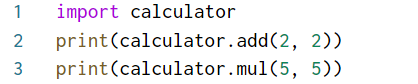 1 import calculator
2 print(calculator.add(2, 2))
3 print(calculator.mul(5, 5))